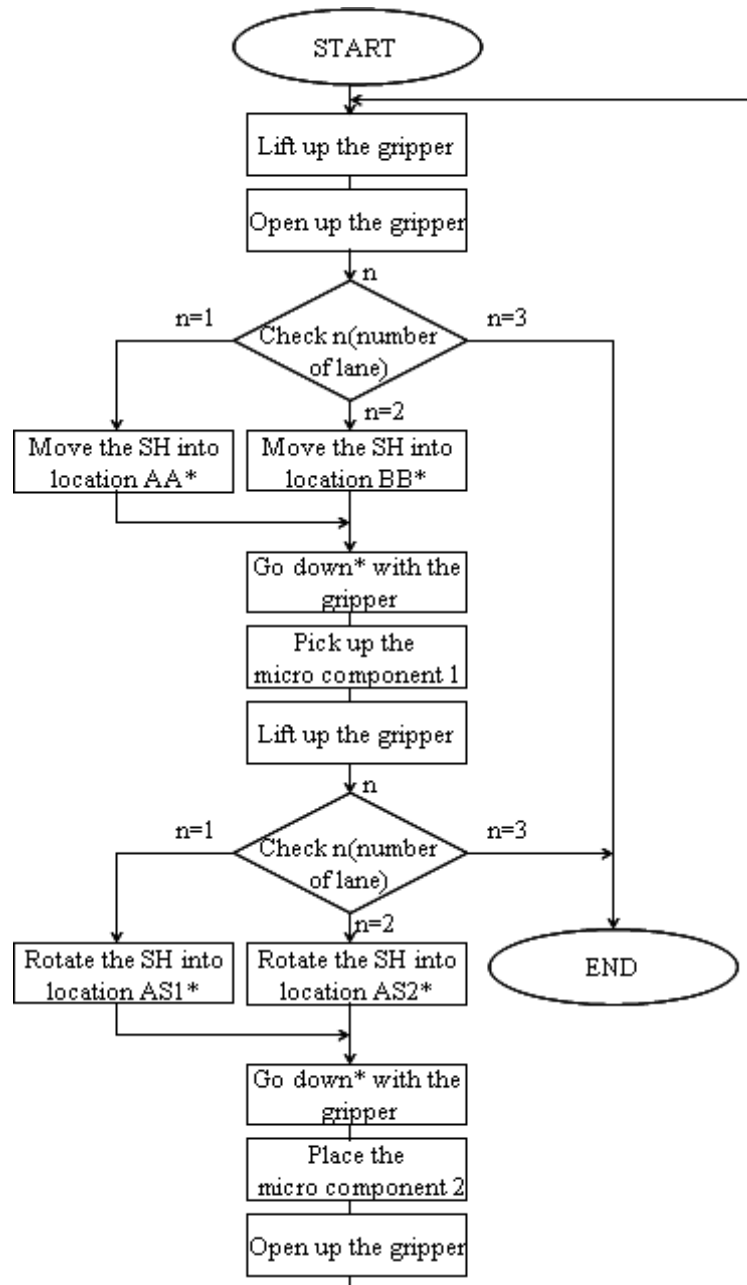 START
Lift up the gripper
Open up the gripper
n
n=1
Check n(number
of lane)
n=3
n=2
Move the SH into
location AA*
Move the SH into
location BB*
Go down* with the
gripper
Pick up the
micro component 1
Lift up the gripper
n
n=1
Check n(number
of lane)
n=3
n=2
Rotate the SH into
location AS1*
Rotate the SH into
location AS2*
END
Go down* with the
gripper
Place the
micro component 2
Open up the gripper